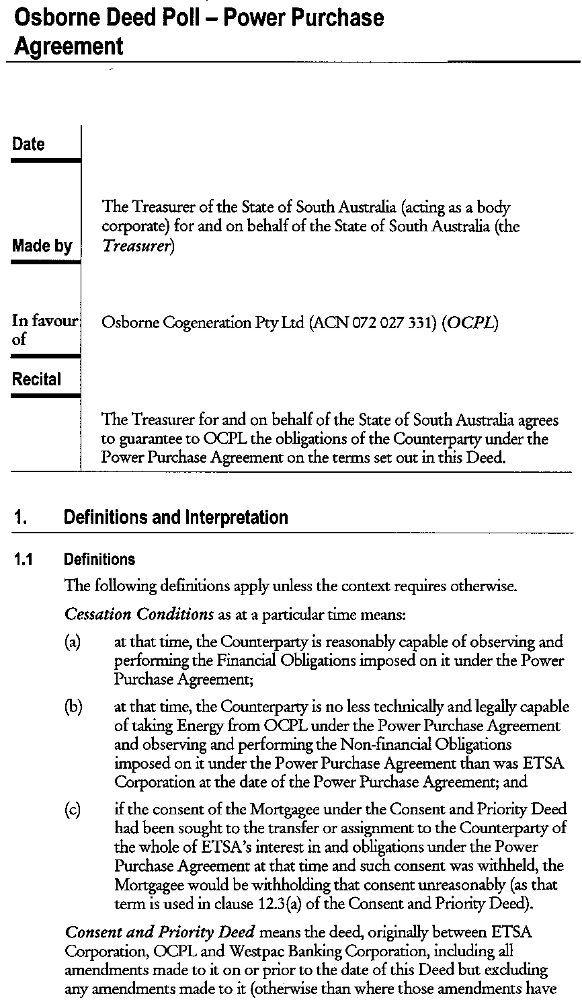 Osborne Deed Poll – Power Purchase
Agreement
Date
The Treasurer of the State of South Australia (acting as a body
corporate) for and on behalf of the State of South Australia (the
Made by Treasurer)
In favour Osborne Cogeneration Pty Ltd (ACN 072 027 331) (OCPL)
of
Recital
The Treasurer for and on behalf of the State of South Australia agrees
to guarantee to OCPL the obligations of the Counterparty under the
Power Purchase Agreement on the terms set out in this Deed.
1. Definitions and Interpretation
1.1 Definitions
The following definitions apply unless the context requires otherwise.
Cessation Conditions as at a particular time means:
(a) at that time, the Counterparty is reasonably capable of observing and
performing the Financial Obligations imposed on it under the Power
Purchase Agreement;
(b) at that time, the Counterparty is no less technically and legally capable
of taking Energy from OCPL under the Power Purchase Agreement
and observing and performing the Non-financial Obligations
imposed on it under the Power Purchase Agreement than was ETSA
Corporation at the date of the Power Purchase Agreement; and
(c) if the consent of the Mortgagee under the Consent and Priority Deed
had been sought to the transfer or assignment to the Counterparty of
the whole of ETSA's interest in and obligations under the Power
Purchase Agreement at that time and such consent was withheld, the
Mortgagee would be withholding that consent unreasonably (as that
term is used in clause 12.3(a) of the Consent and Priority Deed).
Consent and Priority Deed means the deed, originally between ETSA
Corporation, OCPL and Westpac Banking Corporation, including all
amendments made to it on or prior to the date of this Deed but excluding
any amendments made to it (otherwise than where those amendments have